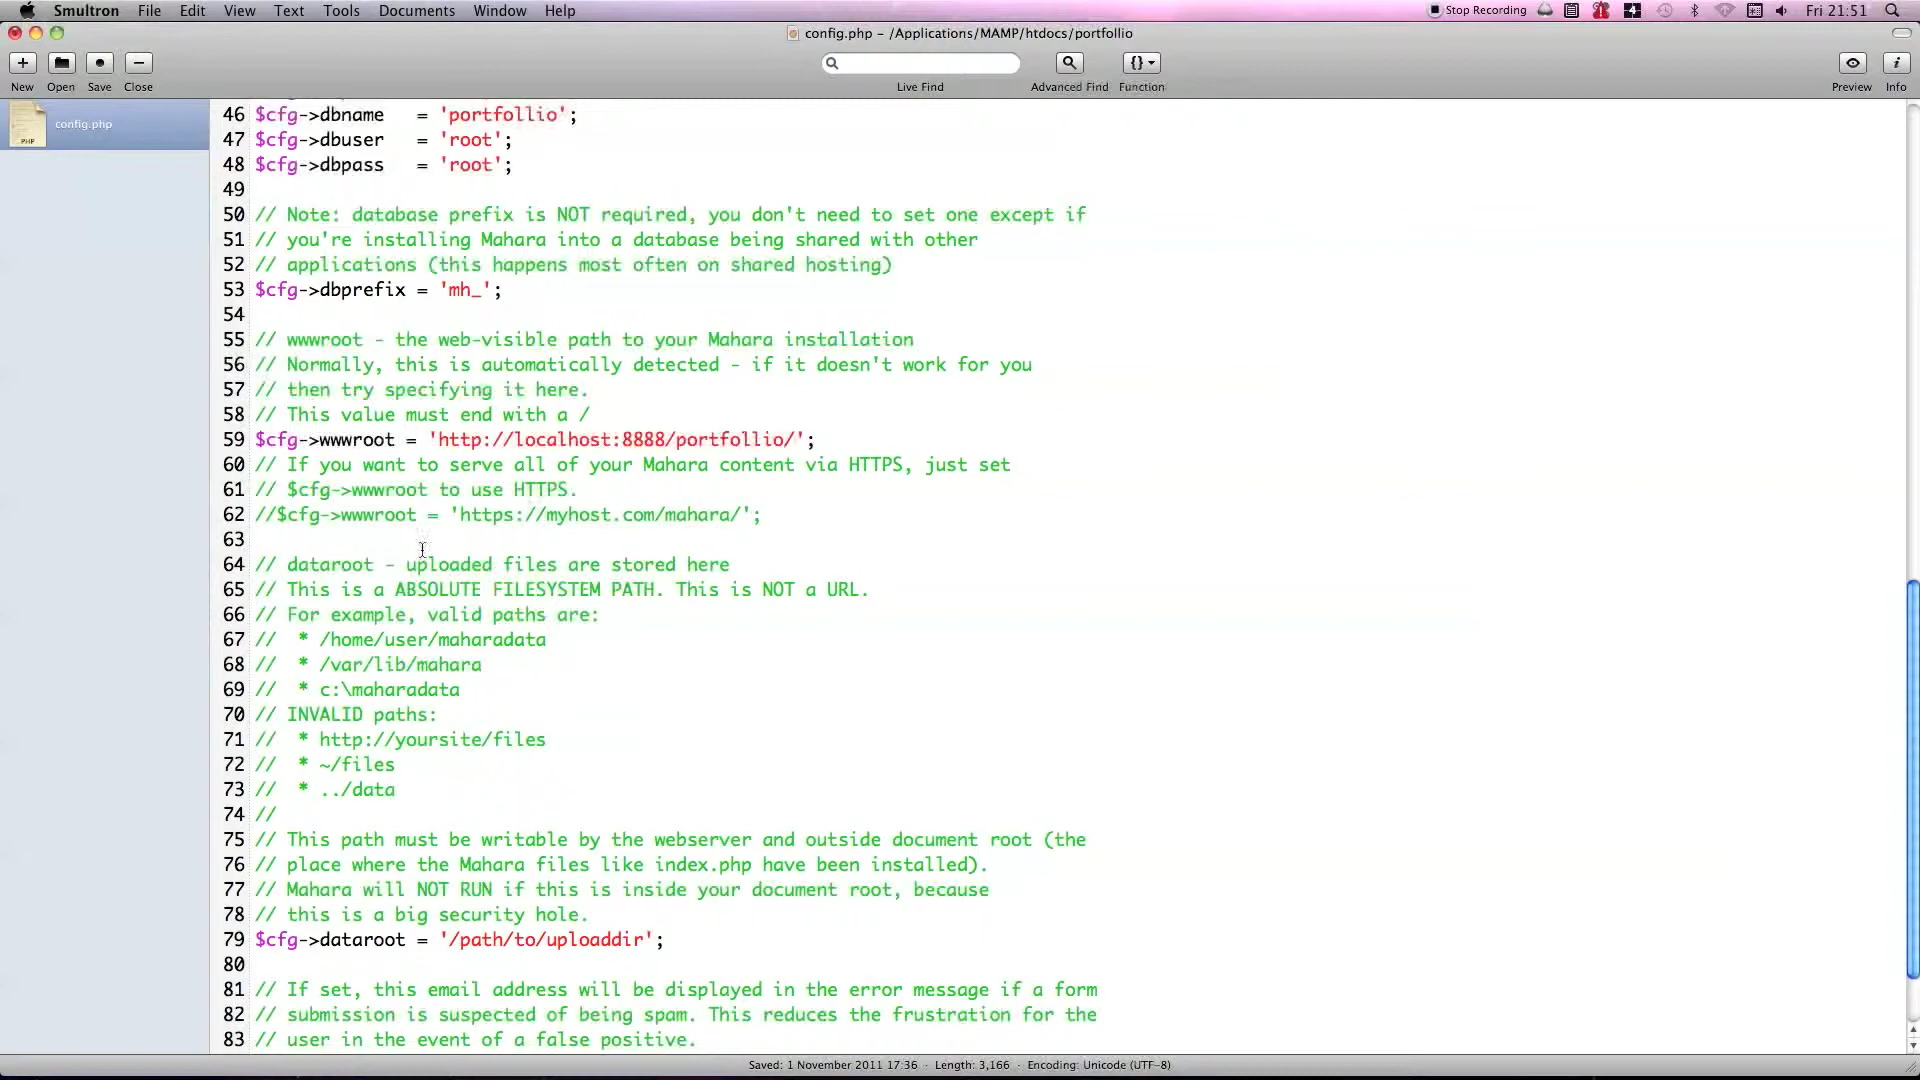 Smultron File Edit View Text Tools Documents Window Help Stop Recording 4 Fri 21:51
config.php – /Applications/MAMP/htdocs/portfollio
New Open Save Close Live Find Advanced Find {} Function Preview Info
PHP config.php
46 $cfg->dbname   = 'portfollio';
47 $cfg->dbuser   = 'root';
48 $cfg->dbpass   = 'root';
49
50 // Note: database prefix is NOT required, you don't need to set one except if
51 // you're installing Mahara into a database being shared with other
52 // applications (this happens most often on shared hosting)
53 $cfg->dbprefix = 'mh_';
54
55 // wwwroot - the web-visible path to your Mahara installation
56 // Normally, this is automatically detected - if it doesn't work for you
57 // then try specifying it here.
58 // This value must end with a /
59 $cfg->wwwroot = 'http://localhost:8888/portfollio/';
60 // If you want to serve all of your Mahara content via HTTPS, just set
61 // $cfg->wwwroot to use HTTPS.
62 //$cfg->wwwroot = 'https://myhost.com/mahara/';
63
64 // dataroot - uploaded files are stored here
65 // This is a ABSOLUTE FILESYSTEM PATH. This is NOT a URL.
66 // For example, valid paths are:
67 //  * /home/user/maharadata
68 //  * /var/lib/mahara
69 //  * c:\maharadata
70 // INVALID paths:
71 //  * http://yoursite/files
72 //  * ~/files
73 //  * ../data
74 //
75 // This path must be writable by the webserver and outside document root (the
76 // place where the Mahara files like index.php have been installed).
77 // Mahara will NOT RUN if this is inside your document root, because
78 // this is a big security hole.
79 $cfg->dataroot = '/path/to/uploaddir';
80
81 // If set, this email address will be displayed in the error message if a form
82 // submission is suspected of being spam. This reduces the frustration for the
83 // user in the event of a false positive.
Saved: 1 November 2011 17:36 · Length: 3,166 · Encoding: Unicode (UTF-8)